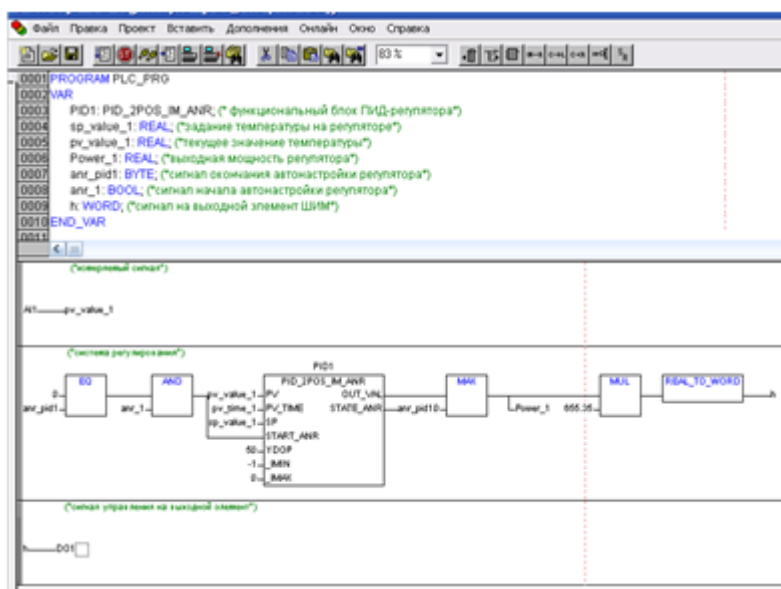 Файл Правка Проект Вставить Дополнения Онлайн Окно Справка
83 %
0001 PROGRAM PLC_PRG
0002 VAR
0003 PID1: PID_2POS_IM_ANR; (* функциональный блок ПИД-регулятора*)
0004 sp_value_1: REAL; (*задание температуры на регуляторе*)
0005 pv_value_1: REAL; (*текущее значение температуры*)
0006 Power_1: REAL; (*выходная мощность регулятора*)
0007 anr_pid1: BYTE; (*сигнал окончания автонастройки регулятора*)
0008 anr_1: BOOL; (*сигнал начала автонастройки регулятора*)
0009 h: WORD; (*сигнал на выходной элемент ШИМ*)
0010 END_VAR
0011
сигнал*)
AI1 pv_value_1
(*система регулирования*)
PID1
EQ AND PID_2POS_IM_ANR MAX MUL REAL_TO_WORD
0 pv_value_1 PV OUT_VAL h
anr_pid1 anr_1 pv_time_1 PV_TIME STATE_ANR anr_pid1 0 Power_1 655.35
sp_value_1 SP
START_ANR
50 YDOP
-1 _IMIN
0 _IMAX
(*сигнал управления на выходной элемент*)
h DO1